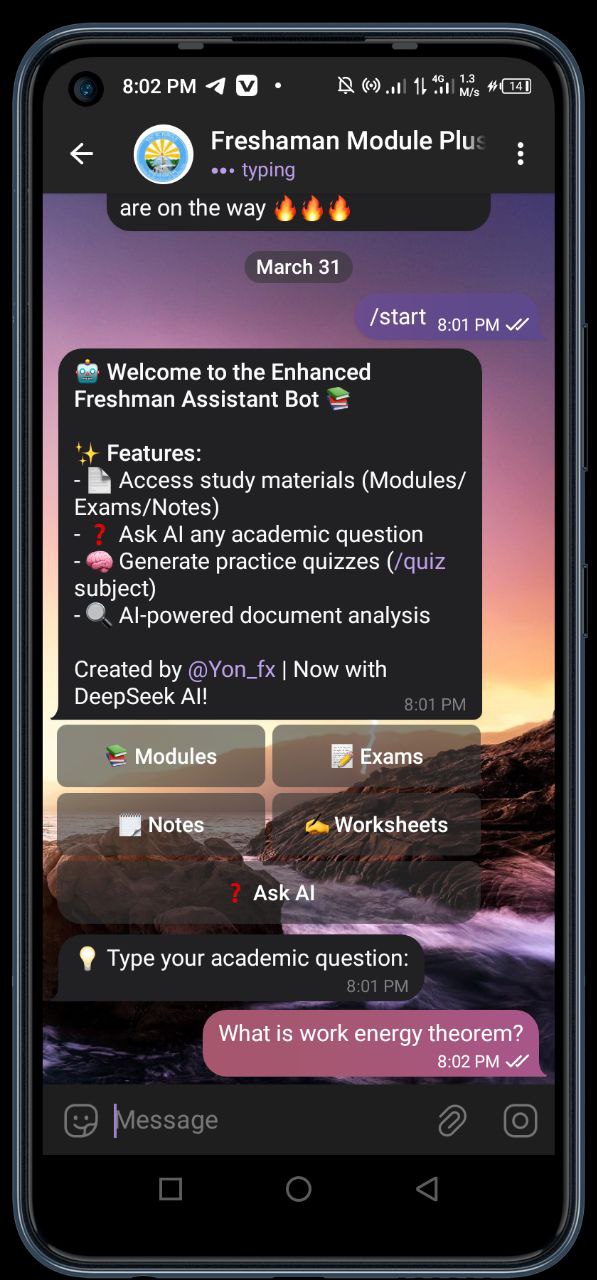 8:02 PM
4G
1.3
M/s
14
Freshaman Module Plus
••• typing
are on the way 🔥🔥🔥
March 31
/start 8:01 PM
🤖 Welcome to the Enhanced
Freshman Assistant Bot 📚
✨ Features:
- 📄 Access study materials (Modules/
Exams/Notes)
- ❓ Ask AI any academic question
- 🧠 Generate practice quizzes (/quiz
subject)
- 🔍 AI-powered document analysis
Created by @Yon_fx | Now with
DeepSeek AI!
8:01 PM
📚 Modules
📝 Exams
🗒️ Notes
✍️ Worksheets
❓ Ask AI
💡 Type your academic question:
8:01 PM
What is work energy theorem?
8:02 PM
Message